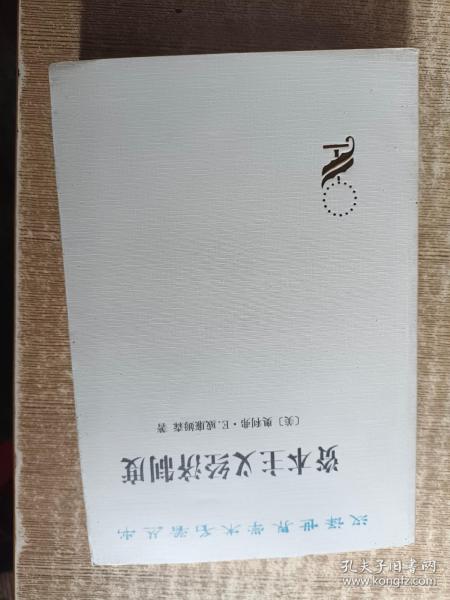 汉译世界学术名著丛书
资本主义经济制度
〔美〕奥利弗·E.威廉姆森 著
孔夫子旧书网
book.kongfz.com